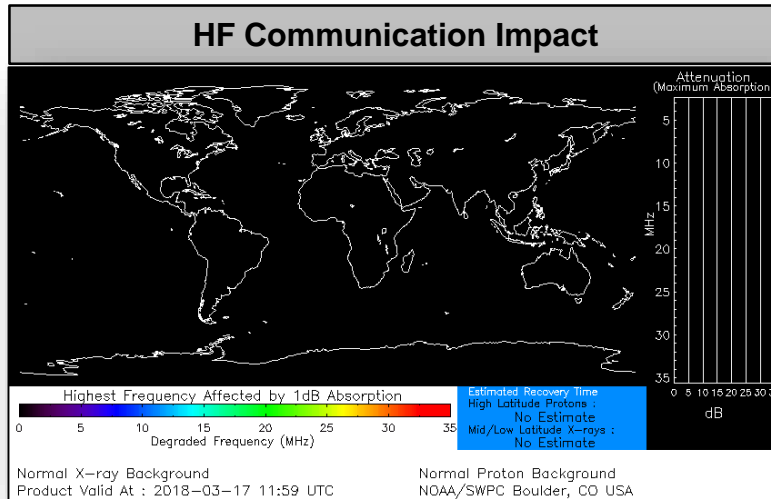 HF Communication Impact
Attenuation
(Maximum Absorption
5
10
15
20
25
30
35
MHz
0 5 10 15 20 25 30 3
dB
Highest Frequency Affected by 1dB Absorption
0 5 10 15 20 25 30 35
Degraded Frequency (MHz)
Estimated Recovery Time
High Latitude Protons :
No Estimate
Mid/Low Latitude X-rays :
No Estimate
Normal X-ray Background
Normal Proton Background
Product Valid At : 2018-03-17 11:59 UTC
NOAA/SWPC Boulder, CO USA